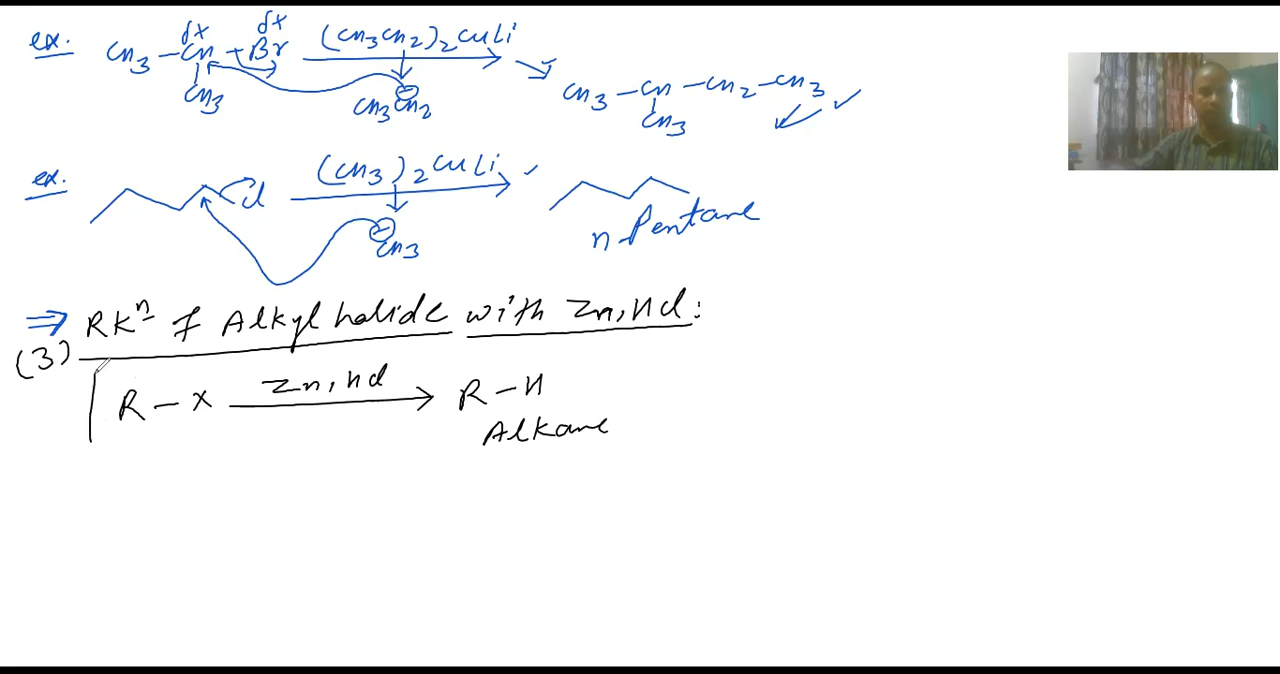 ex. CH3 – CH – Br (CH3CH2)2CuLi
δ+ δ+
CH3 CH3CH2 ⊖
CH3 – CH – CH2 – CH3 ✓
CH3
ex. Cl (CH3)2CuLi ✓
⊖ CH3
n-Pentane
⇒ RKⁿ of Alkyl halide with Zn, HCl:
(3)
R – X Zn, HCl → R – H
Alkane